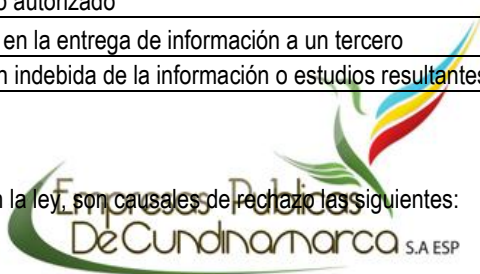 o autorizado
en la entrega de información a un tercero
n indebida de la información o estudios resultantes
n la ley, son causales de rechazo las siguientes:
Empresas Públicas
De Cundinamarca S.A ESP